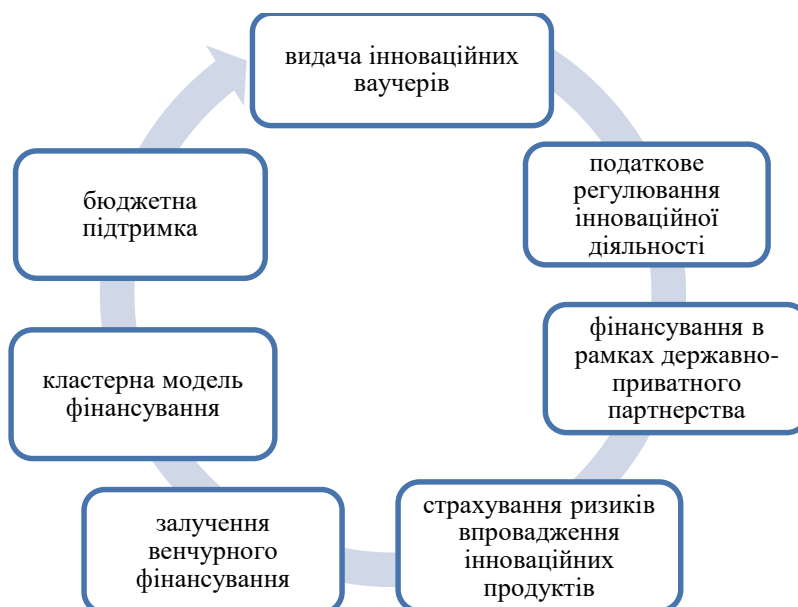 видача інноваційних
ваучерів
податкове
регулювання
інноваційної
діяльності
фінансування в
рамках державно-
приватного
партнерства
страхування ризиків
впровадження
інноваційних
продуктів
залучення
венчурного
фінансування
кластерна модель
фінансування
бюджетна
підтримка